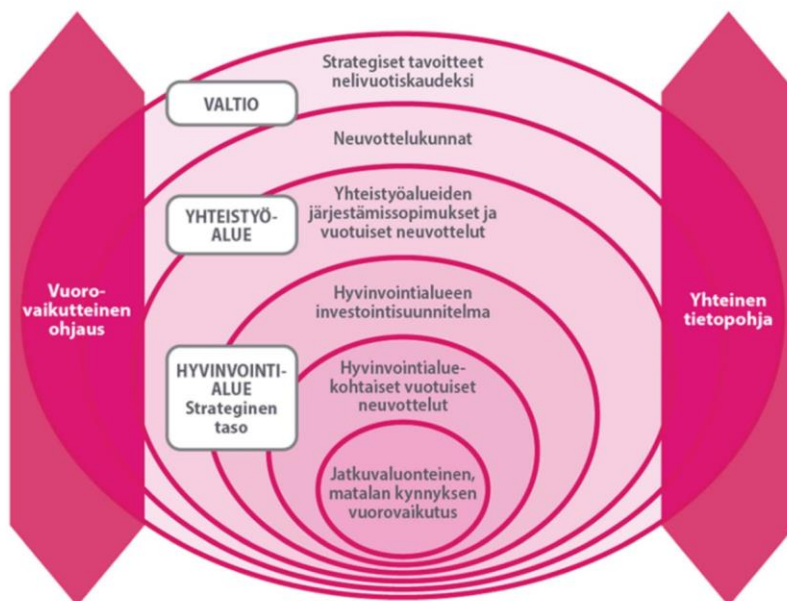 Strategiset tavoitteet
nelivuotiskaudeksi
VALTIO
Neuvottelukunnat
Yhteistyöalueiden
järjestämissopimukset ja
vuotuiset neuvottelut
YHTEISTYÖ-
ALUE
Vuoro-
vaikutteinen
ohjaus
Yhteinen
tietopohja
Hyvinvointialueen
investointisuunnitelma
HYVINVOINTI-
ALUE
Strateginen
taso
Hyvinvointialue-
kohtaiset vuotuiset
neuvottelut
Jatkuvaluonteinen,
matalan kynnyksen
vuorovaikutus